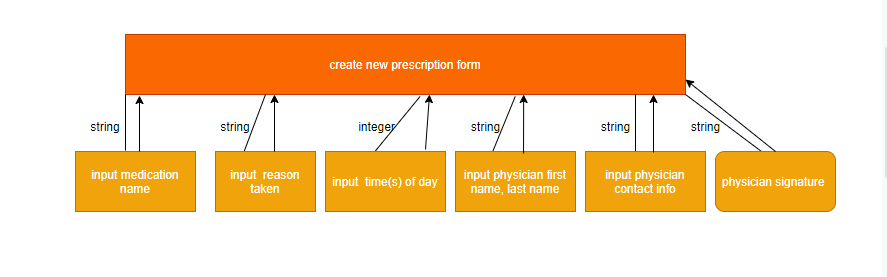 create new prescription form
string
string
integer
string
string
string
input medication
name
input reason
taken
input time(s) of day
input physician first
name, last name
input physician
contact info
physician signature